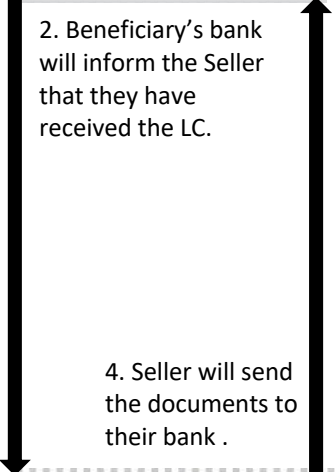 2. Beneficiary’s bank
will inform the Seller
that they have
received the LC.
4. Seller will send
the documents to
their bank .